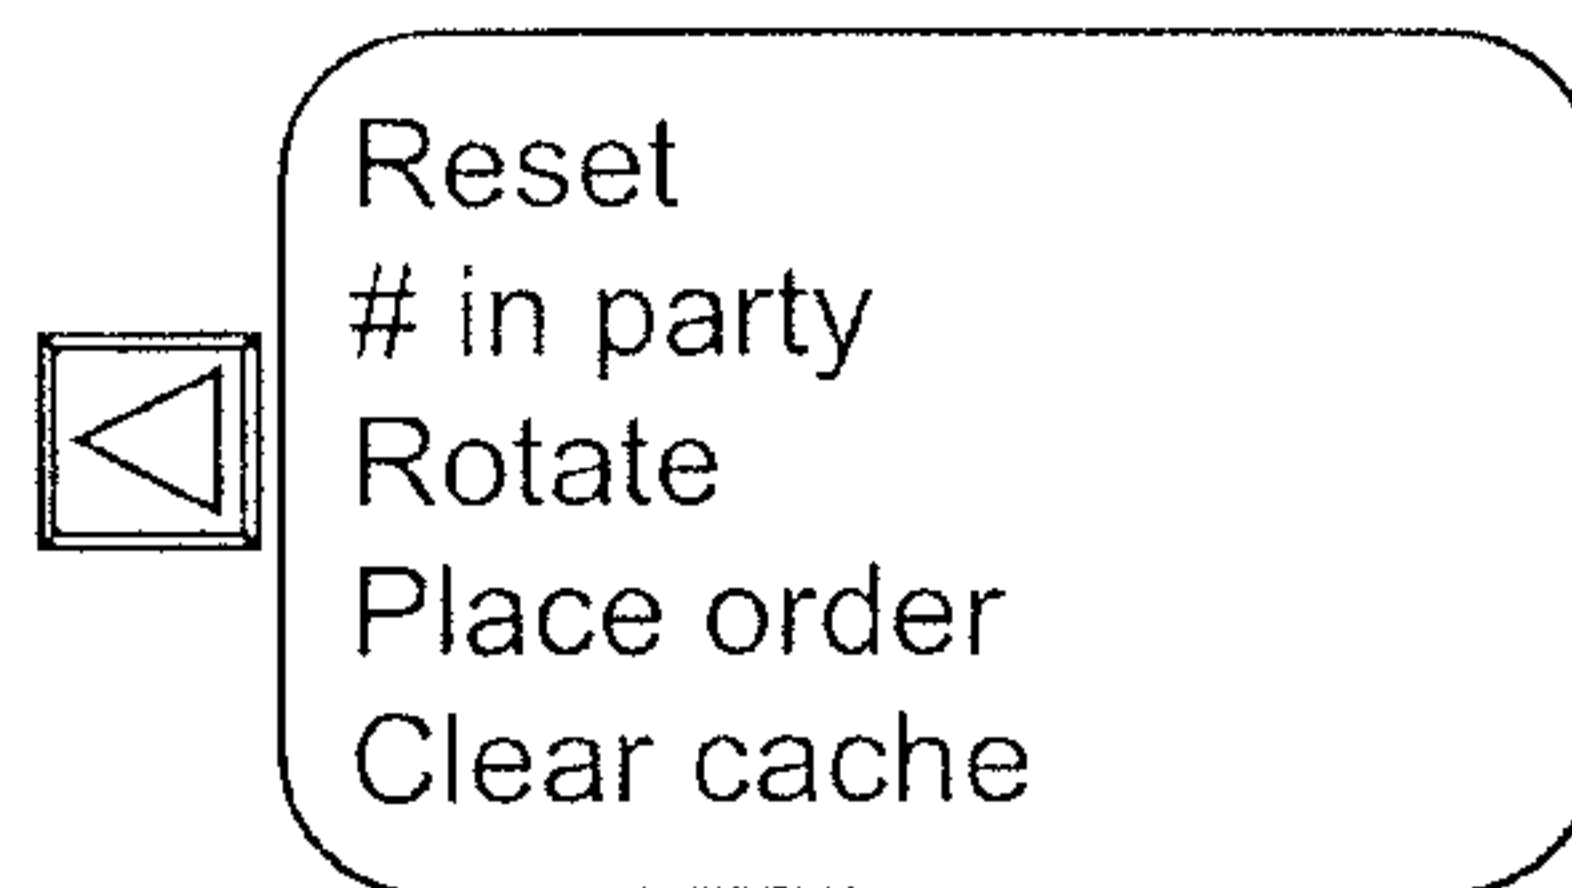 Reset
# in party
Rotate
Place order
Clear cache